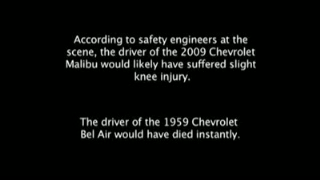 According to safety engineers at the
scene, the driver of the 2009 Chevrolet
Malibu would likely have suffered slight
knee injury.
The driver of the 1959 Chevrolet
Bel Air would have died instantly.